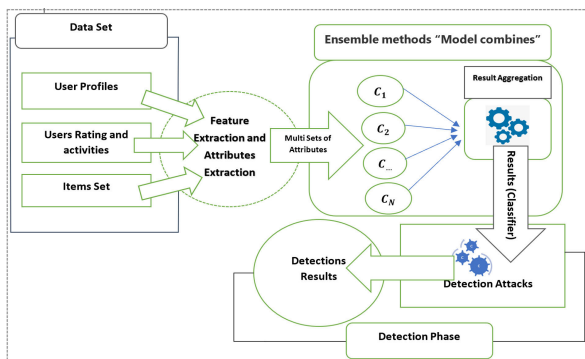 Data Set
User Profiles
Users Rating and
activities
Items Set
Feature
Extraction and
Attributes
Extraction
Multi Sets of
Attributes
Ensemble methods “Model combines”
C1
C2
C...
CN
Result Aggregation
Results (Classifier)
Detection Attacks
Detections
Results
Detection Phase